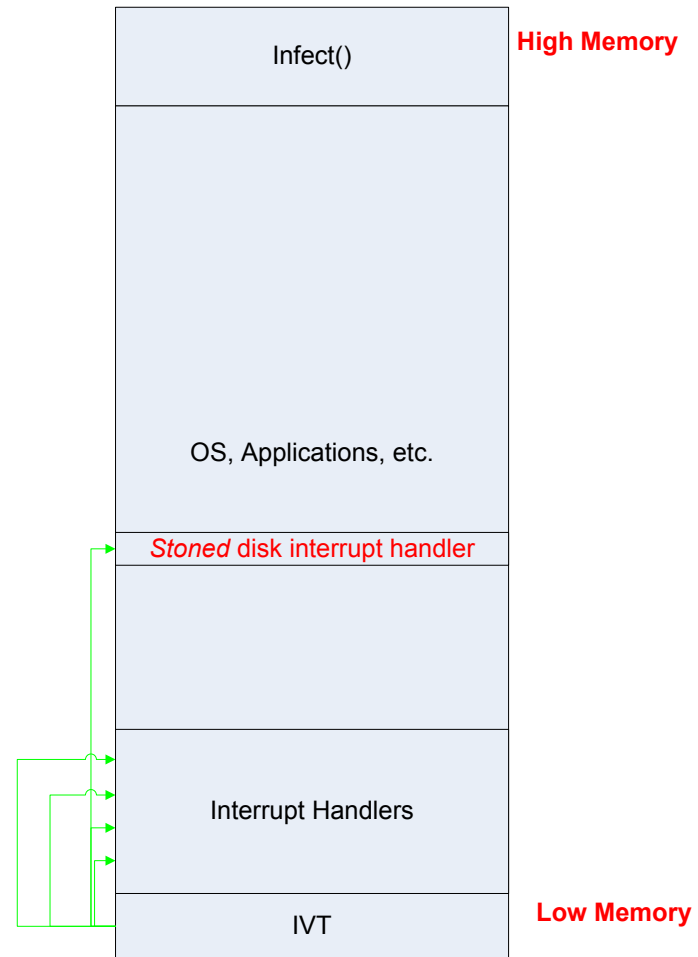 Infect()
High Memory
OS, Applications, etc.
Stoned disk interrupt handler
Interrupt Handlers
Low Memory
IVT